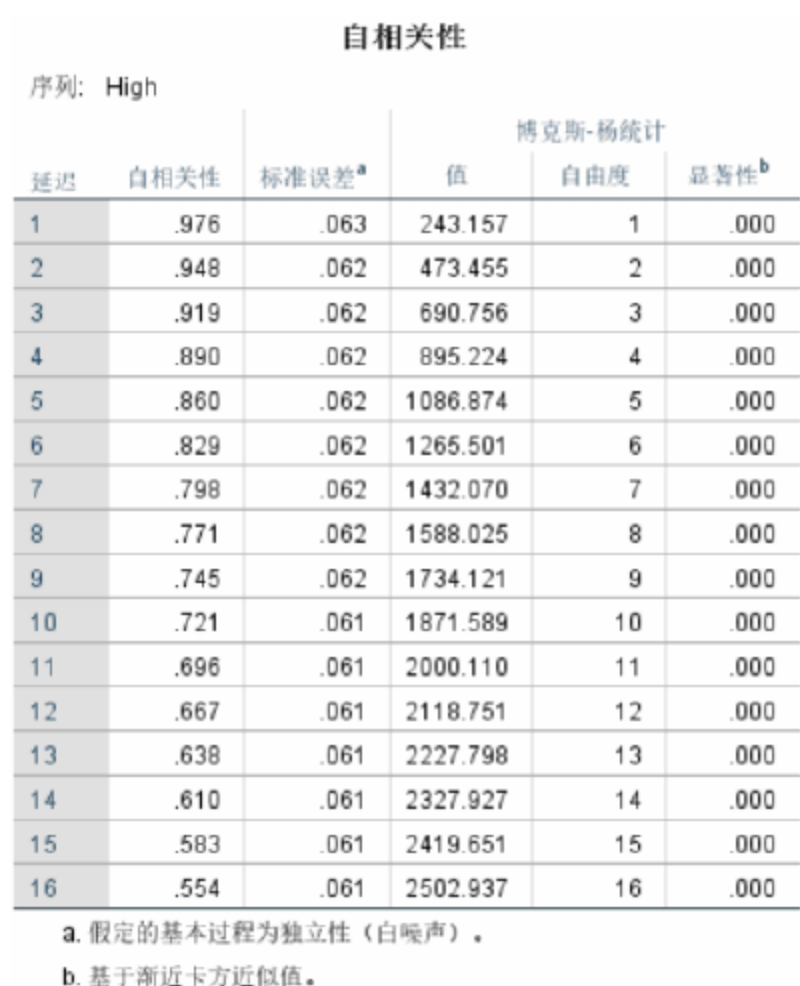 自相关性
序列: High
博克斯-杨统计
延迟 自相关性 标准误差a 值 自由度 显著性b
1 .976 .063 243.157 1 .000
2 .948 .062 473.455 2 .000
3 .919 .062 690.756 3 .000
4 .890 .062 895.224 4 .000
5 .860 .062 1086.874 5 .000
6 .829 .062 1265.501 6 .000
7 .798 .062 1432.070 7 .000
8 .771 .062 1588.025 8 .000
9 .745 .062 1734.121 9 .000
10 .721 .061 1871.589 10 .000
11 .696 .061 2000.110 11 .000
12 .667 .061 2118.751 12 .000
13 .638 .061 2227.798 13 .000
14 .610 .061 2327.927 14 .000
15 .583 .061 2419.651 15 .000
16 .554 .061 2502.937 16 .000
a. 假定的基本过程为独立性（白噪声）。
b. 基于渐近卡方近似值。